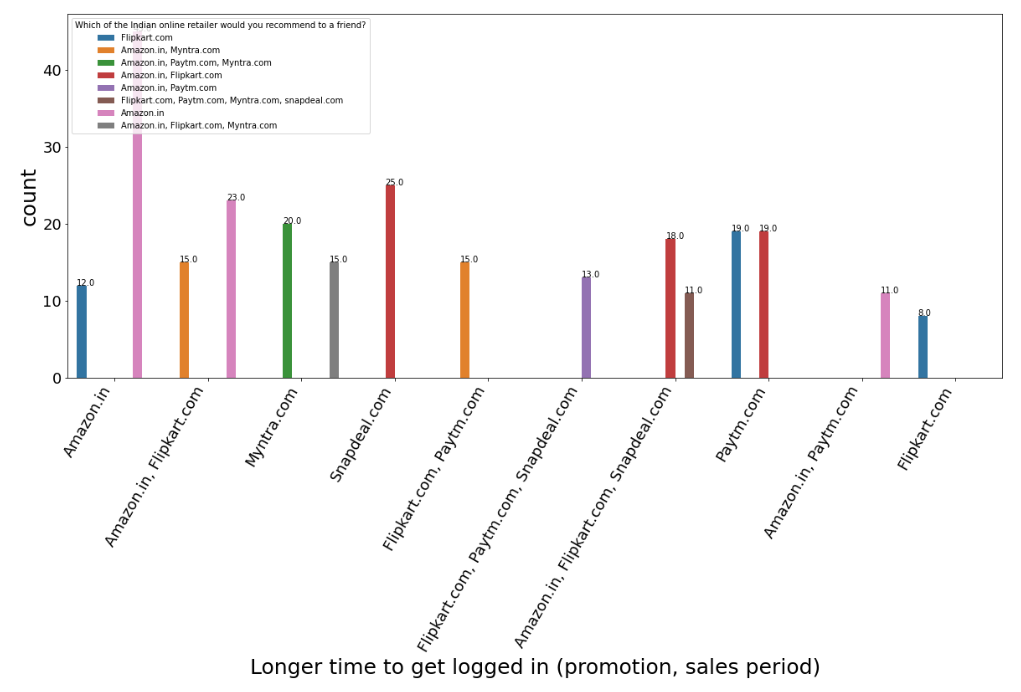 Which of the Indian online retailer would you recommend to a friend?
Flipkart.com
Amazon.in, Myntra.com
Amazon.in, Paytm.com, Myntra.com
Amazon.in, Flipkart.com
Amazon.in, Paytm.com
Flipkart.com, Paytm.com, Myntra.com, snapdeal.com
Amazon.in
Amazon.in, Flipkart.com, Myntra.com
count
40
30
20
10
0
12.0
15.0
23.0
20.0
15.0
25.0
15.0
13.0
18.0
11.0
19.0
19.0
11.0
8.0
Amazon.in
Amazon.in, Flipkart.com
Myntra.com
Snapdeal.com
Flipkart.com, Paytm.com
Flipkart.com, Paytm.com, Snapdeal.com
Amazon.in, Flipkart.com, Snapdeal.com
Paytm.com
Amazon.in, Paytm.com
Flipkart.com
Longer time to get logged in (promotion, sales period)